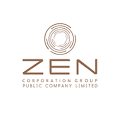 ZEN
CORPORATION GROUP
PUBLIC COMPANY LIMITED